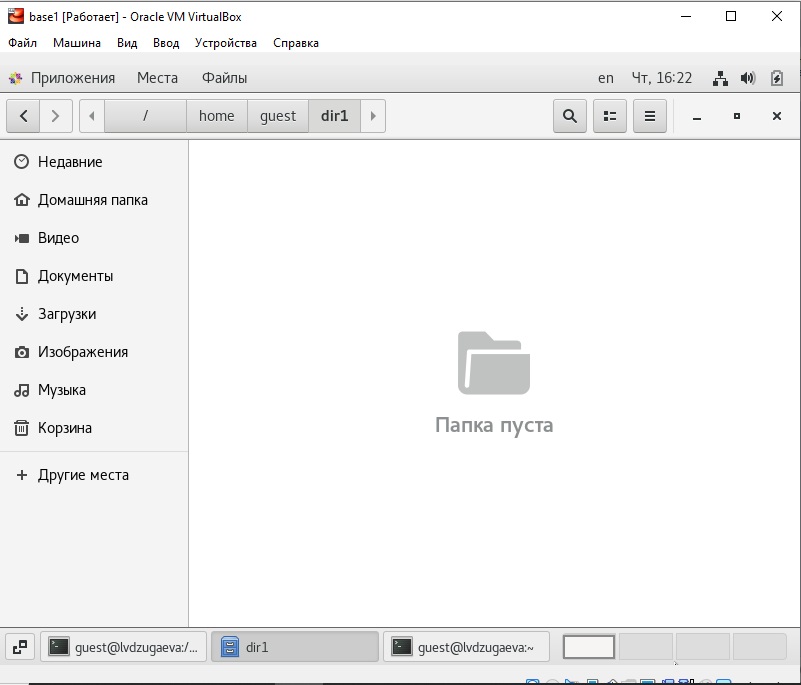 base1 [Работает] - Oracle VM VirtualBox
Файл Машина Вид Ввод Устройства Справка
Приложения Места Файлы en Чт, 16:22
/ home guest dir1
Недавние
Домашняя папка
Видео
Документы
Загрузки
Изображения
Музыка
Корзина
Другие места
Папка пуста
guest@lvdzugaeva:/... dir1 guest@lvdzugaeva:~